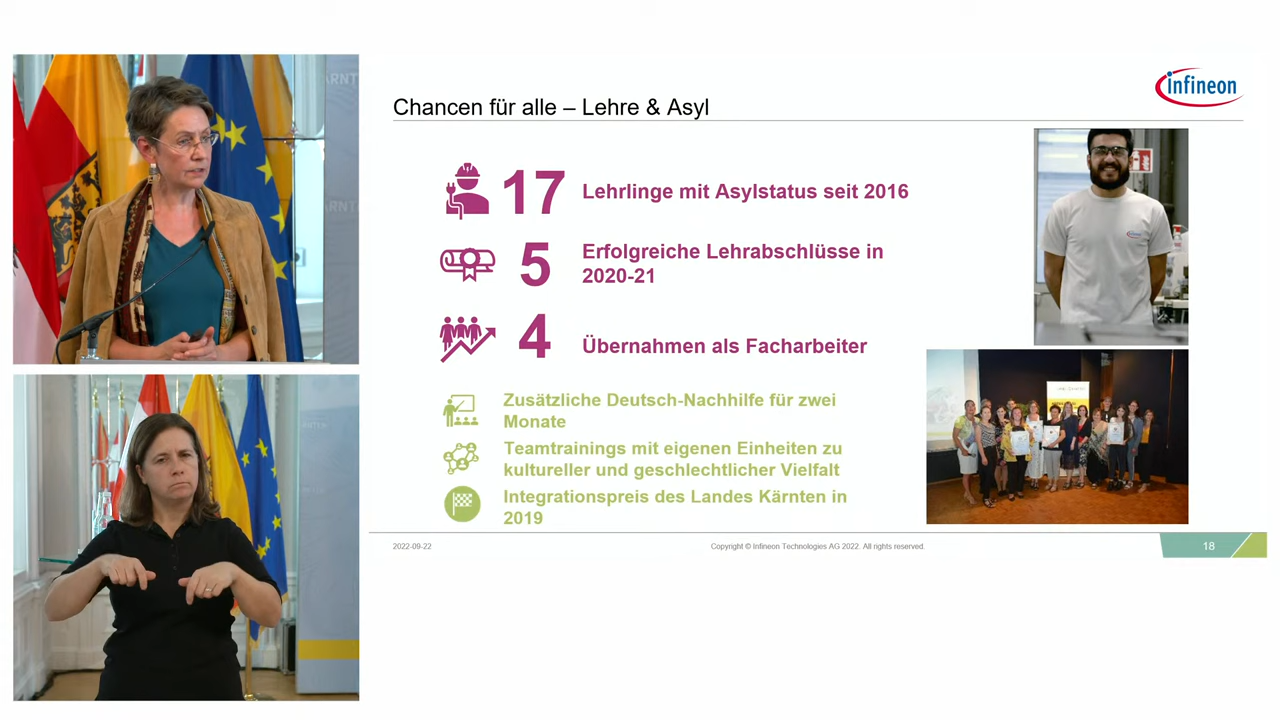 infineon
Chancen für alle – Lehre & Asyl
17
Lehrlinge mit Asylstatus seit 2016
5
Erfolgreiche Lehrabschlüsse in
2020-21
4
Übernahmen als Facharbeiter
Zusätzliche Deutsch-Nachhilfe für zwei
Monate
Teamtrainings mit eigenen Einheiten zu
kultureller und geschlechtlicher Vielfalt
Integrationspreis des Landes Kärnten in
2019
2022-09-22
Copyright © Infineon Technologies AG 2022. All rights reserved.
18